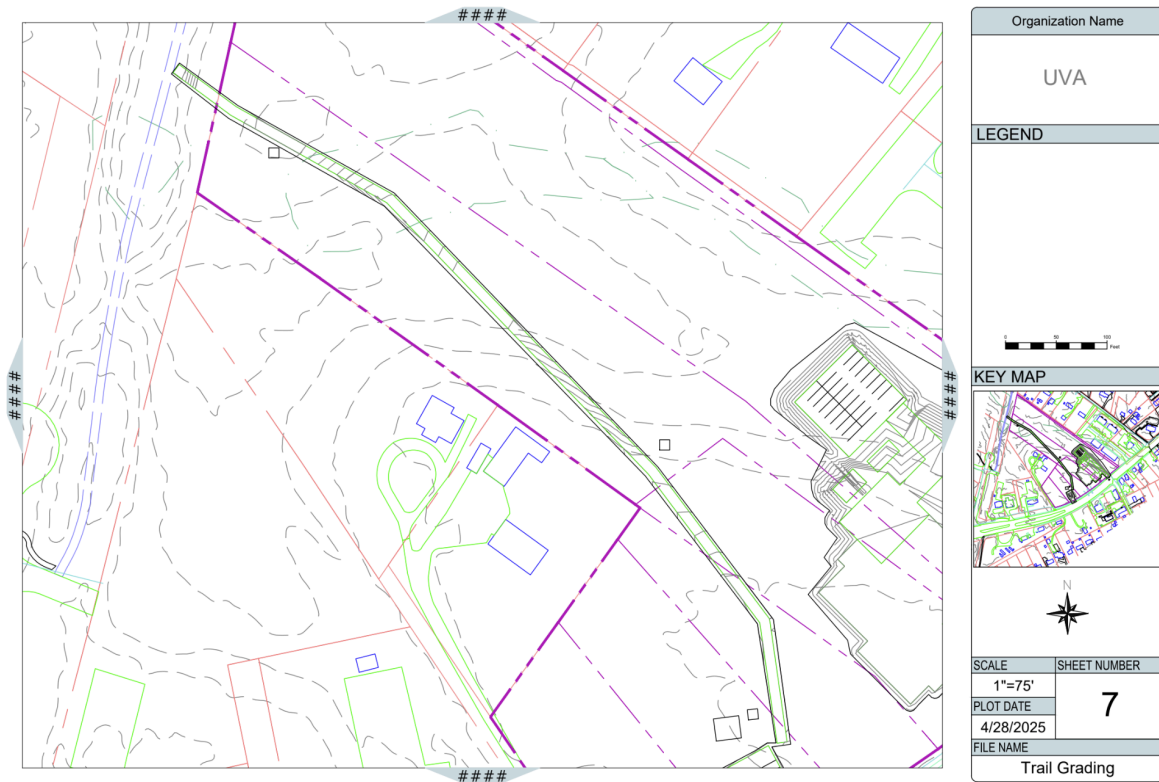 ####
Organization Name
UVA
LEGEND
0 50 100
Feet
KEY MAP
####
####
N
SCALE
SHEET NUMBER
1"=75'
7
PLOT DATE
4/28/2025
FILE NAME
Trail Grading
####